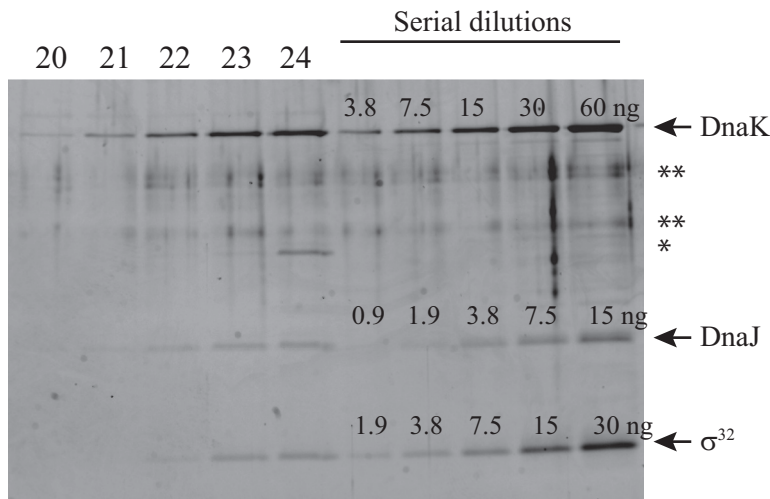 Serial dilutions
20 21 22 23 24
3.8 7.5 15 30 60 ng
DnaK
**
**
*
0.9 1.9 3.8 7.5 15 ng
DnaJ
1.9 3.8 7.5 15 30 ng
σ³²